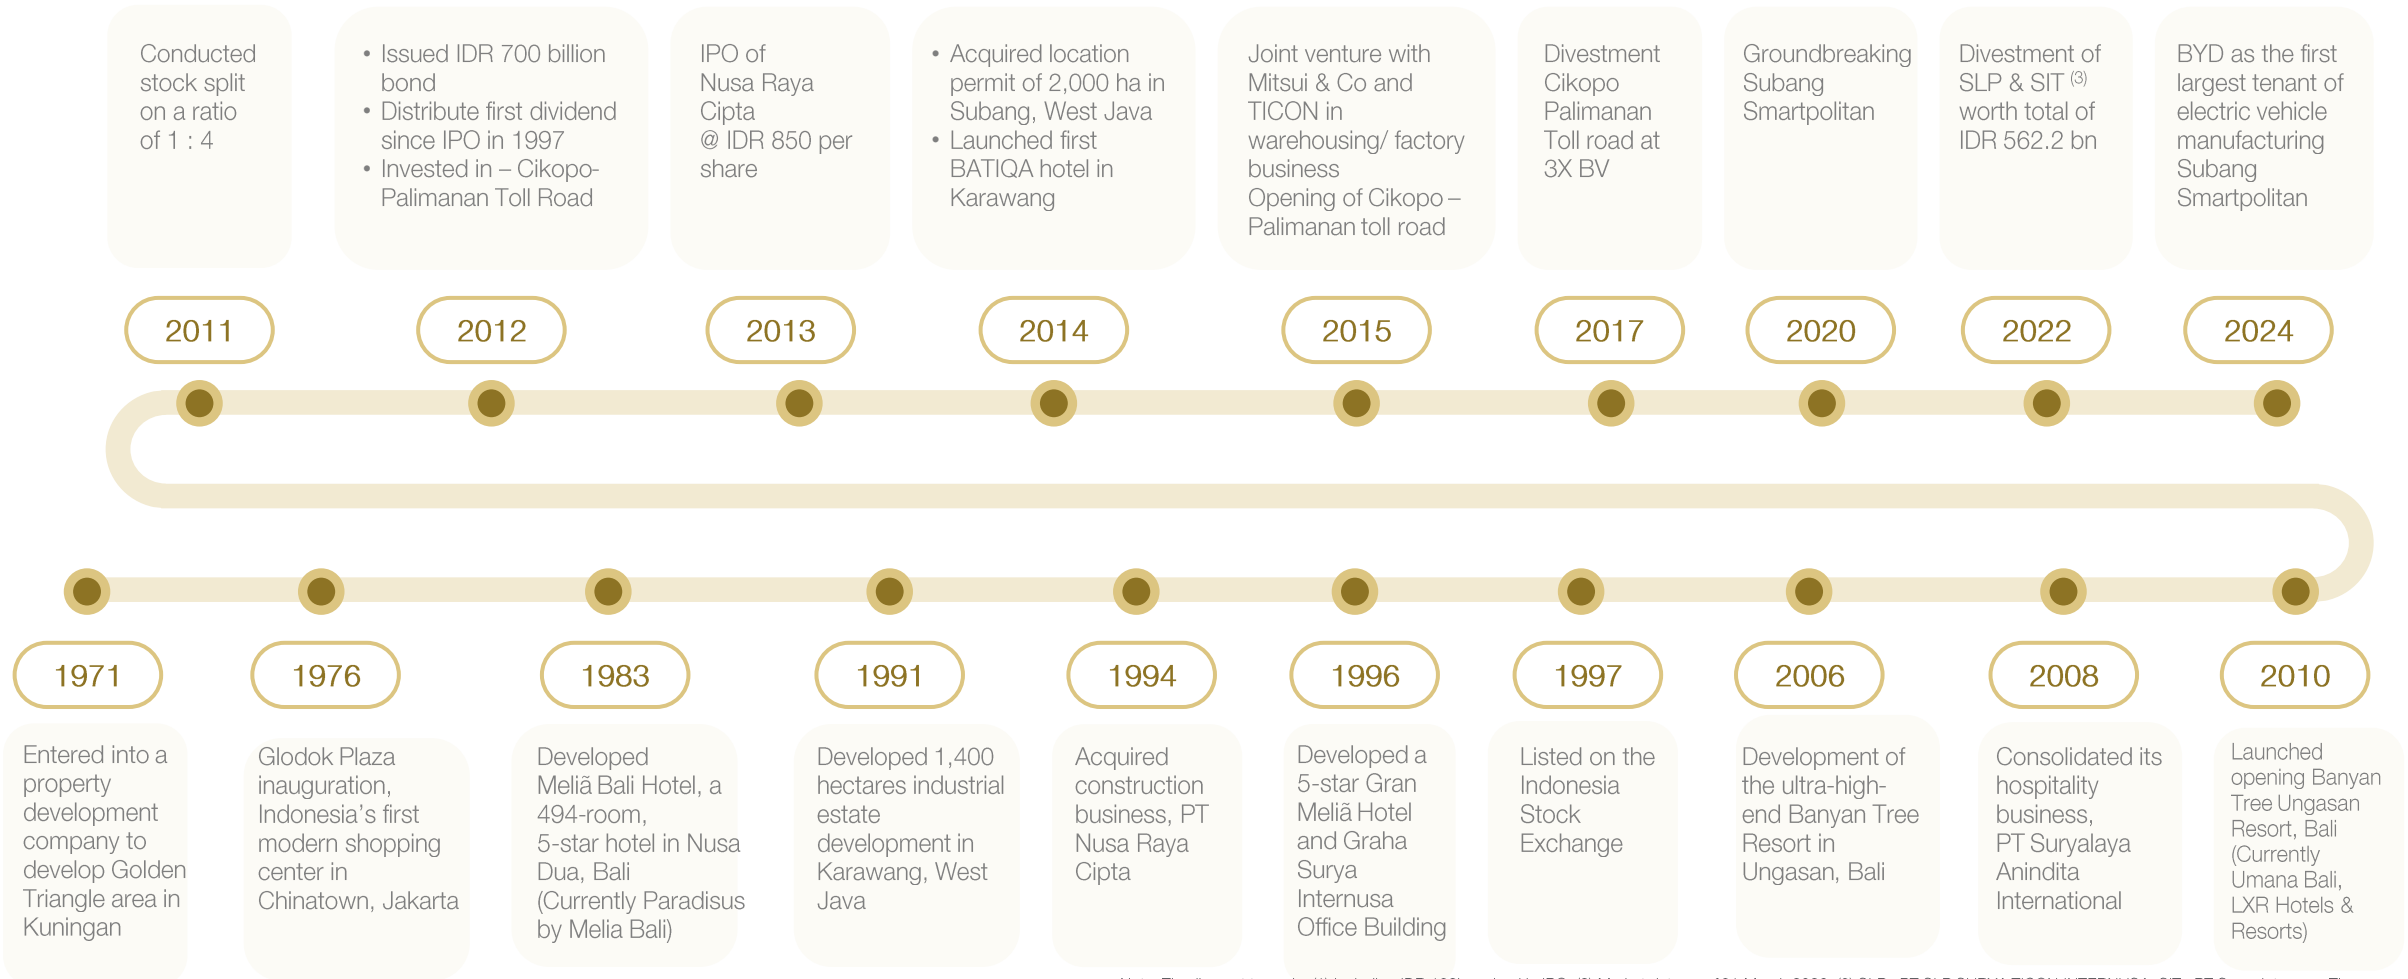 Conducted
stock split
on a ratio
of 1 : 4
• Issued IDR 700 billion
bond
• Distribute first dividend
since IPO in 1997
• Invested in – Cikopo-
Palimanan Toll Road
IPO of
Nusa Raya
Cipta
@ IDR 850 per
share
• Acquired location
permit of 2,000 ha in
Subang, West Java
• Launched first
BATIQA hotel in
Karawang
Joint venture with
Mitsui & Co and
TICON in
warehousing/ factory
business
Opening of Cikopo –
Palimanan toll road
Divestment
Cikopo
Palimanan
Toll road at
3X BV
Groundbreaking
Subang
Smartpolitan
Divestment of
SLP & SIT (3)
worth total of
IDR 562.2 bn
BYD as the first
largest tenant of
electric vehicle
manufacturing
Subang
Smartpolitan
2011
2012
2013
2014
2015
2017
2020
2022
2024
1971
1976
1983
1991
1994
1996
1997
2006
2008
2010
Entered into a
property
development
company to
develop Golden
Triangle area in
Kuningan
Glodok Plaza
inauguration,
Indonesia's first
modern shopping
center in
Chinatown, Jakarta
Developed
Meliã Bali Hotel, a
494-room,
5-star hotel in Nusa
Dua, Bali
(Currently Paradisus
by Melia Bali)
Developed 1,400
hectares industrial
estate
development in
Karawang, West
Java
Acquired
construction
business, PT
Nusa Raya
Cipta
Developed a
5-star Gran
Meliã Hotel
and Graha
Surya
Internusa
Office Building
Listed on the
Indonesia
Stock
Exchange
Development of
the ultra-high-
end Banyan Tree
Resort in
Ungasan, Bali
Consolidated its
hospitality
business,
PT Suryalaya
Anindita
International
Launched
opening Banyan
Tree Ungasan
Resort, Bali
(Currently
Umana Bali,
LXR Hotels &
Resorts)